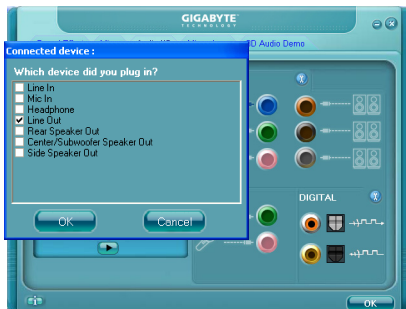 GIGABYTE
TECHNOLOGY
3D Audio Demo
Connected device :
Which device did you plug in?
Line In
Mic In
Headphone
Line Out
Rear Speaker Out
Center/Subwoofer Speaker Out
Side Speaker Out
OK
Cancel
DIGITAL
OK